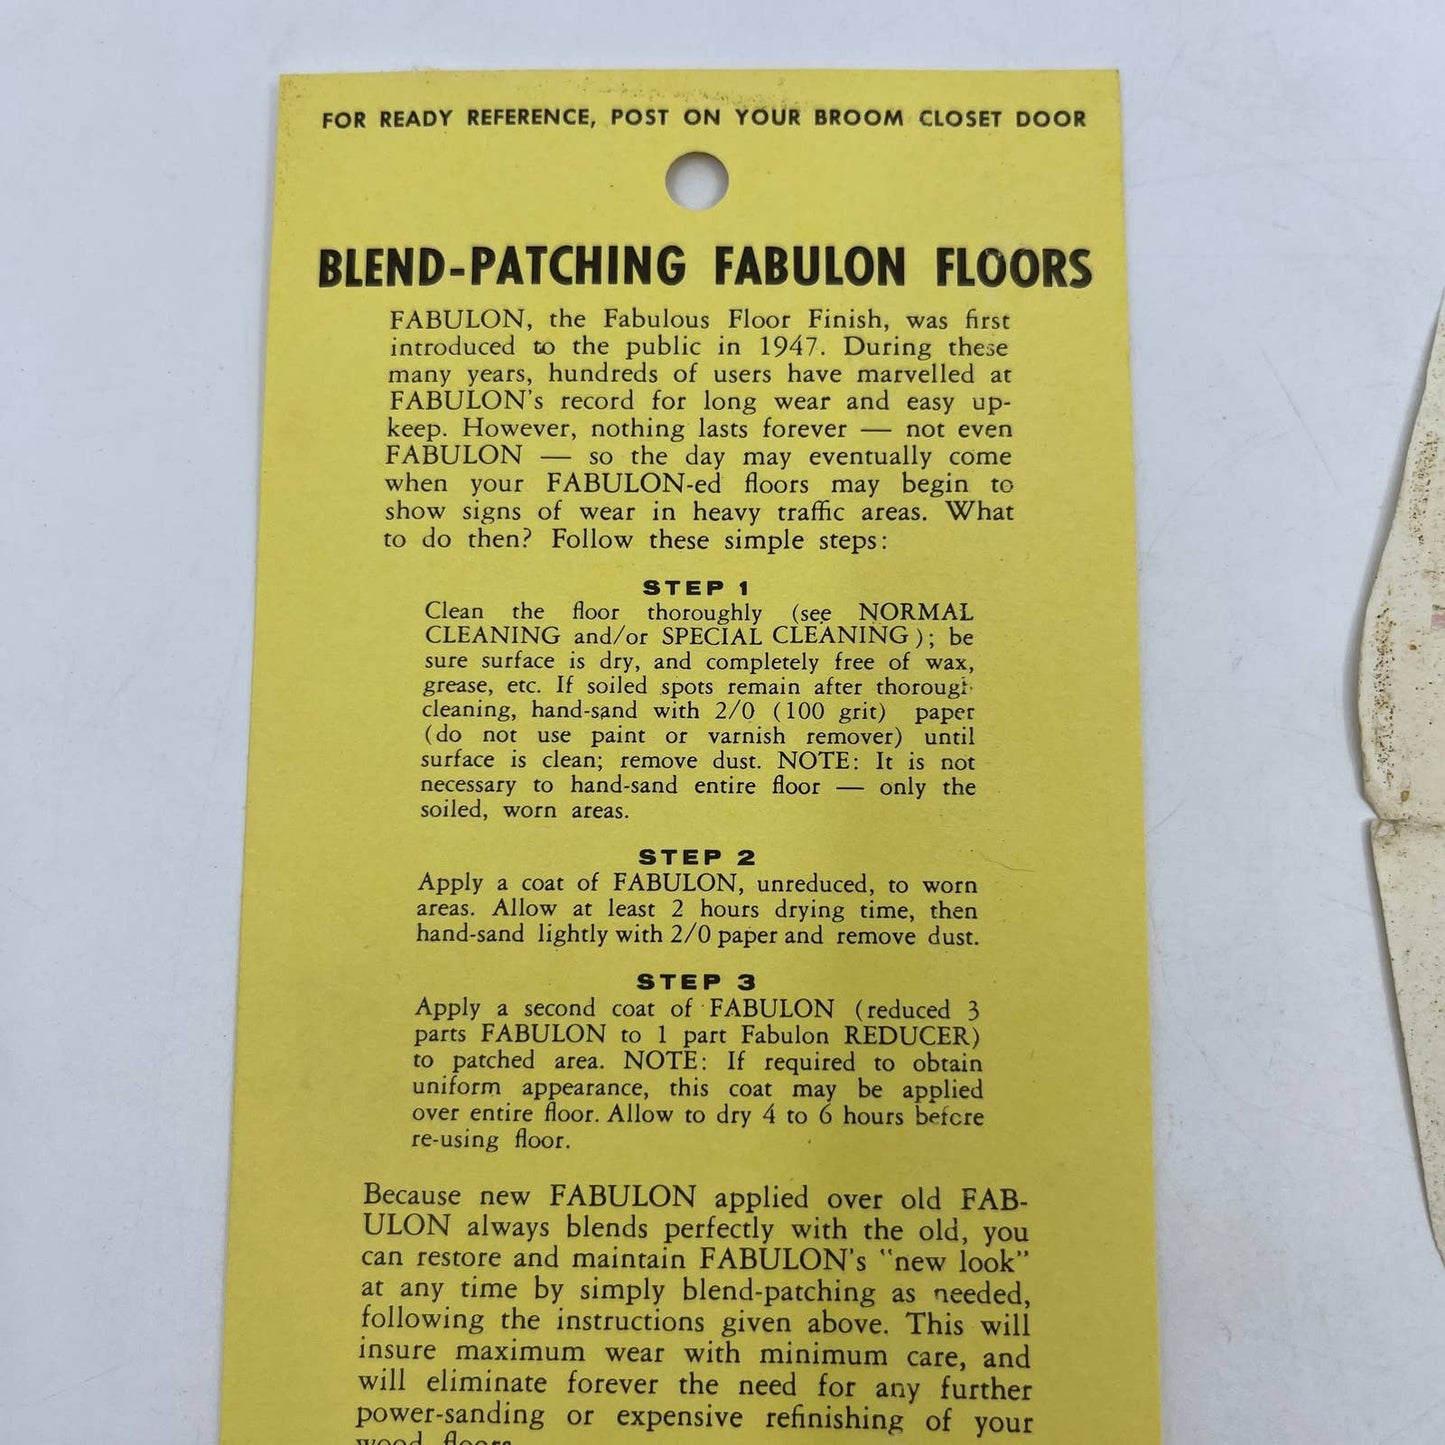 FOR READY REFERENCE, POST ON YOUR BROOM CLOSET DOOR
BLEND-PATCHING FABULON FLOORS
FABULON, the Fabulous Floor Finish, was first
introduced to the public in 1947. During these
many years, hundreds of users have marvelled at
FABULON's record for long wear and easy up-
keep. However, nothing lasts forever — not even
FABULON — so the day may eventually come
when your FABULON-ed floors may begin to
show signs of wear in heavy traffic areas. What
to do then? Follow these simple steps:
STEP 1
Clean the floor thoroughly (see NORMAL
CLEANING and/or SPECIAL CLEANING); be
sure surface is dry, and completely free of wax,
grease, etc. If soiled spots remain after thorough
cleaning, hand-sand with 2/0 (100 grit) paper
(do not use paint or varnish remover) until
surface is clean; remove dust. NOTE: It is not
necessary to hand-sand entire floor — only the
soiled, worn areas.
STEP 2
Apply a coat of FABULON, unreduced, to worn
areas. Allow at least 2 hours drying time, then
hand-sand lightly with 2/0 paper and remove dust.
STEP 3
Apply a second coat of FABULON (reduced 3
parts FABULON to 1 part Fabulon REDUCER)
to patched area. NOTE: If required to obtain
uniform appearance, this coat may be applied
over entire floor. Allow to dry 4 to 6 hours before
re-using floor.
Because new FABULON applied over old FAB-
ULON always blends perfectly with the old, you
can restore and maintain FABULON's "new look"
at any time by simply blend-patching as needed,
following the instructions given above. This will
insure maximum wear with minimum care, and
will eliminate forever the need for any further
power-sanding or expensive refinishing of your
wood floors.